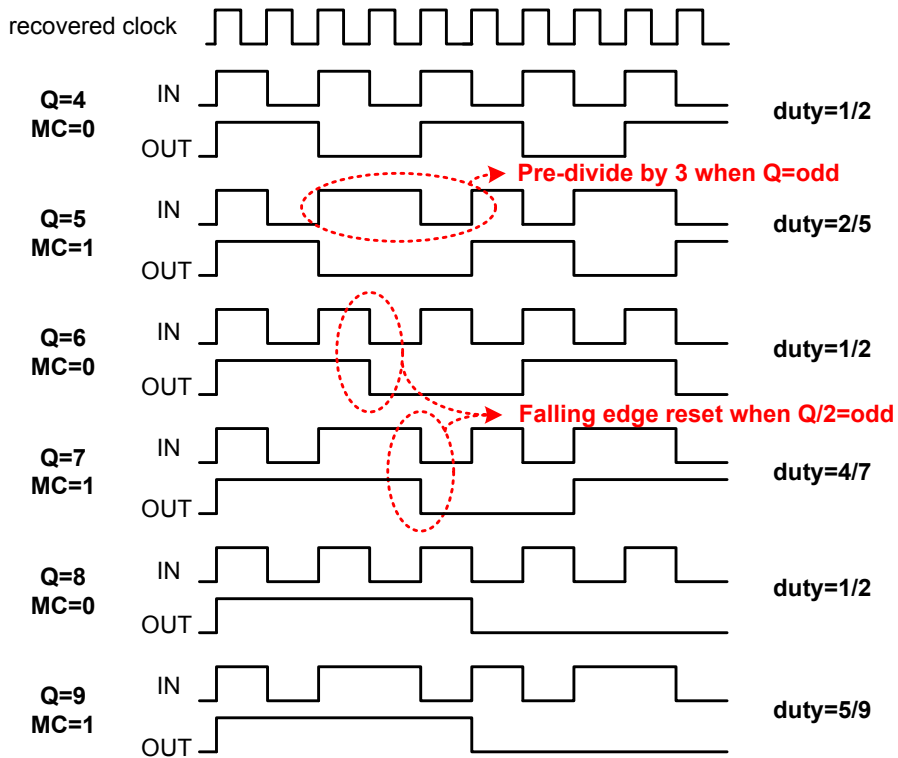 recovered clock
Q=4
MC=0
IN
OUT
duty=1/2
Pre-divide by 3 when Q=odd
Q=5
MC=1
IN
OUT
duty=2/5
Q=6
MC=0
IN
OUT
duty=1/2
Falling edge reset when Q/2=odd
Q=7
MC=1
IN
OUT
duty=4/7
Q=8
MC=0
IN
OUT
duty=1/2
Q=9
MC=1
IN
OUT
duty=5/9